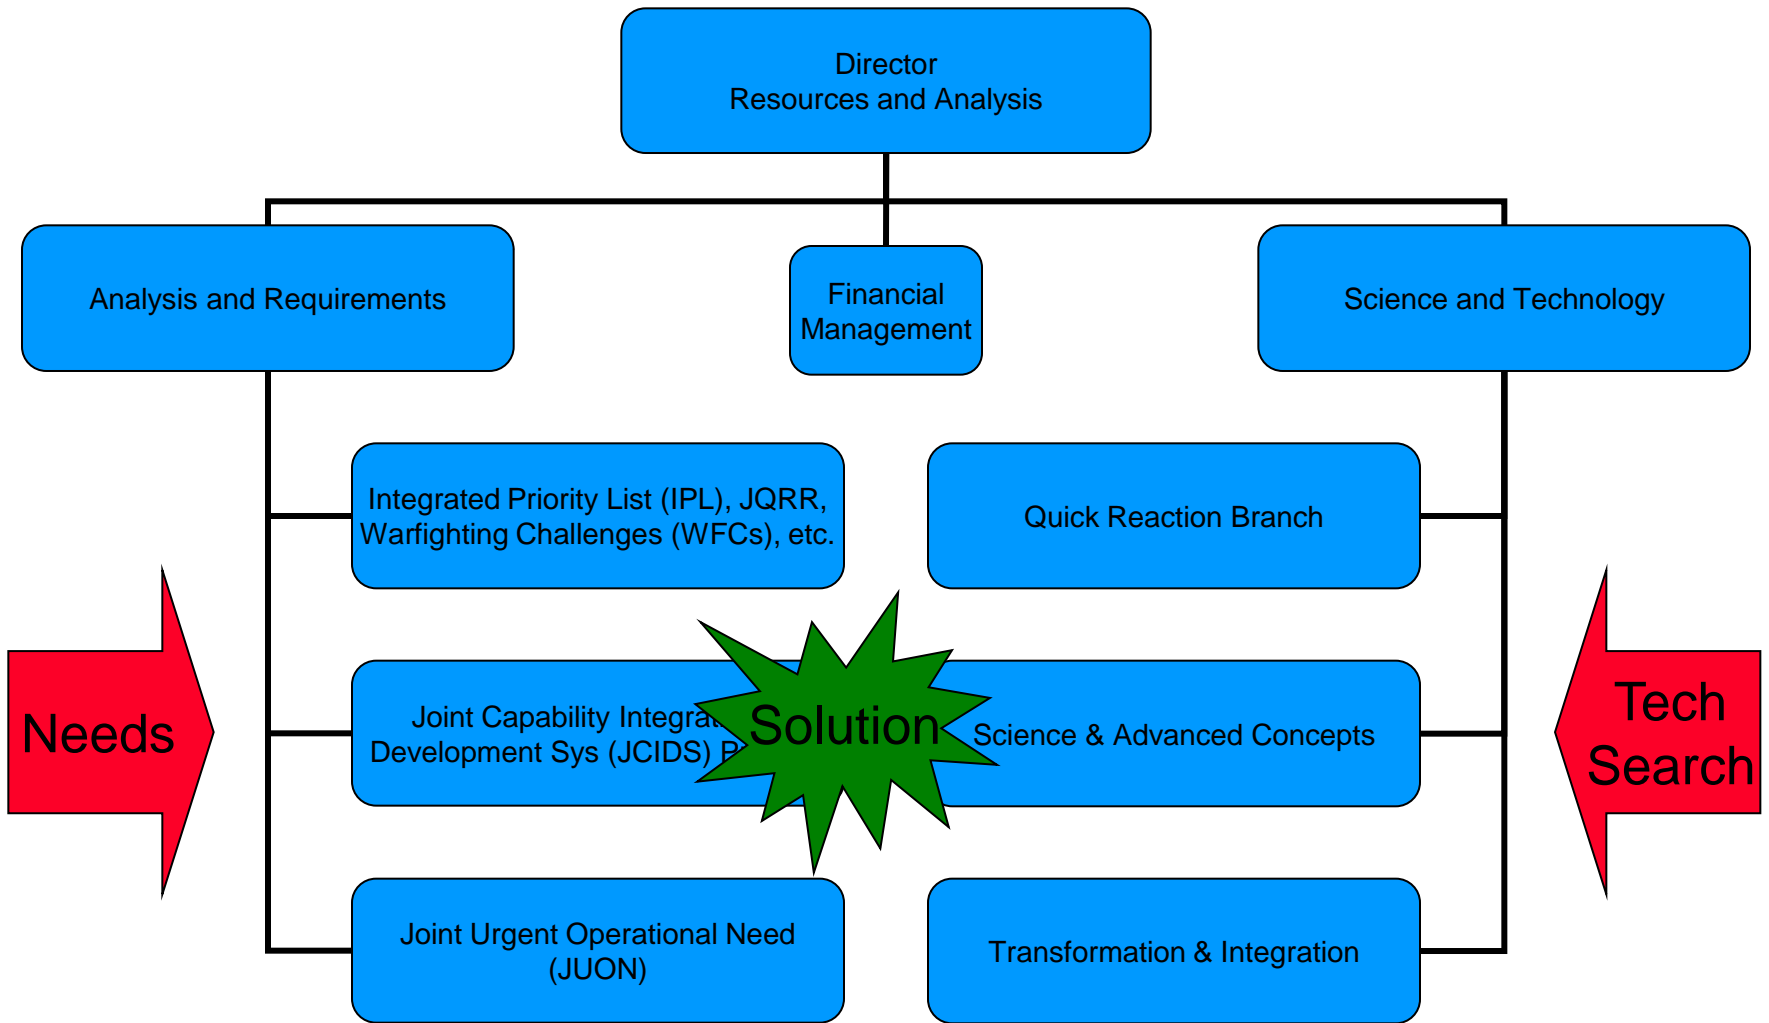 Director
Resources and Analysis
Analysis and Requirements
Financial
Management
Science and Technology
Integrated Priority List (IPL), JQRR,
Warfighting Challenges (WFCs), etc.
Quick Reaction Branch
Needs
Joint Capability
Development Sys (JCIDS)
Solution
Science & Advanced Concepts
Tech
Search
Joint Urgent Operational Need
(JUON)
Transformation & Integration